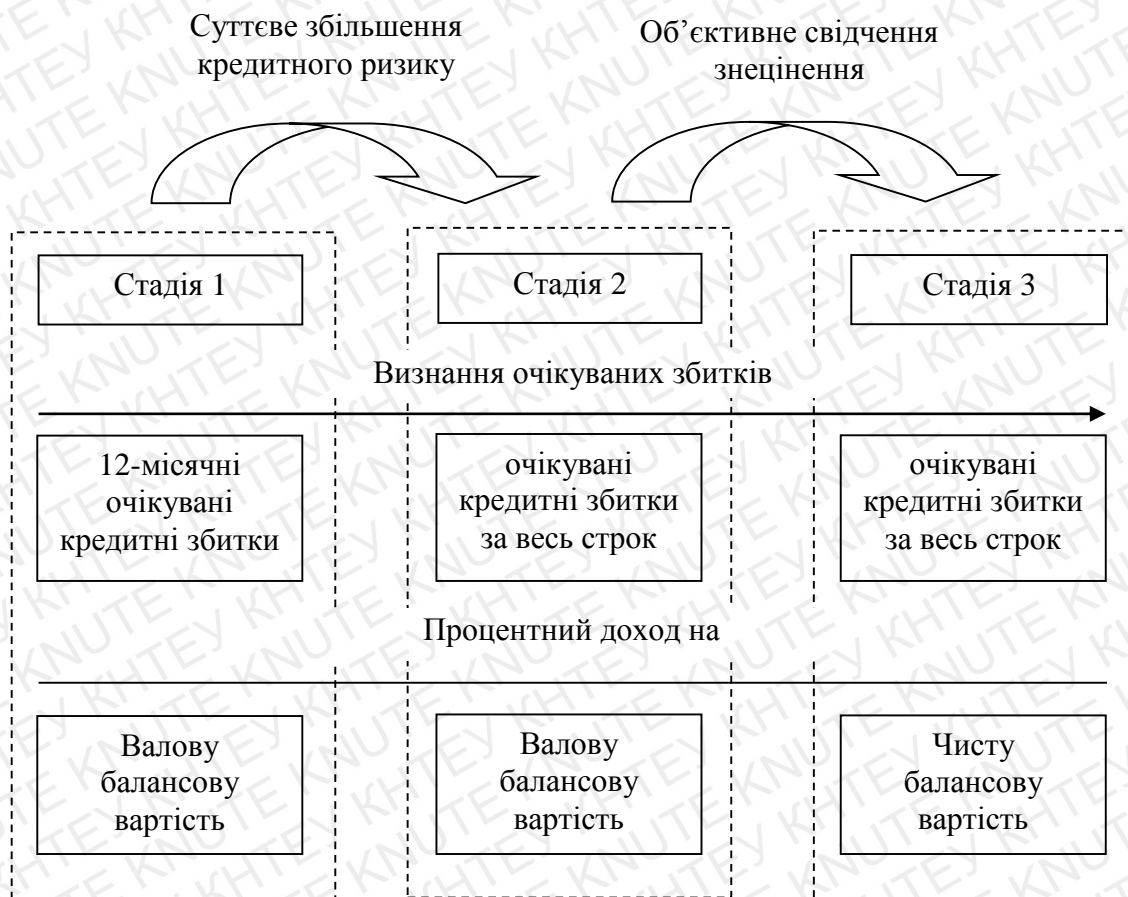 Суттєве збільшення
кредитного ризику
Об’єктивне свідчення
знецінення
Стадія 1
Стадія 2
Стадія 3
Визнання очікуваних збитків
12-місячні
очікувані
кредитні збитки
очікувані
кредитні збитки
за весь строк
очікувані
кредитні збитки
за весь строк
Процентний доход на
Валову
балансову
вартість
Валову
балансову
вартість
Чисту
балансову
вартість